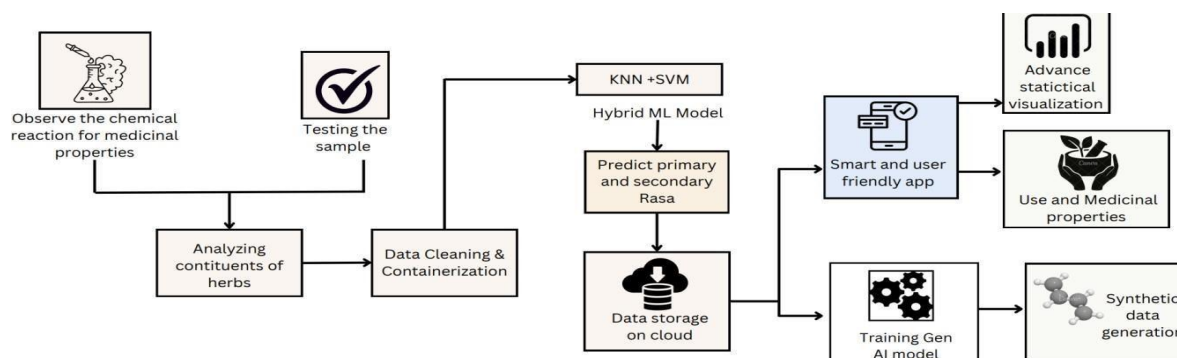 Observe the chemical
reaction for medicinal
properties
Testing the
sample
Analyzing
contituents of
herbs
Data Cleaning &
Containerization
KNN +SVM
Hybrid ML Model
Predict primary
and secondary
Rasa
Data storage
on cloud
Smart and user
friendly app
Advance
statictical
visualization
Use and Medicinal
properties
Training Gen
AI model
Synthetic
data
generation